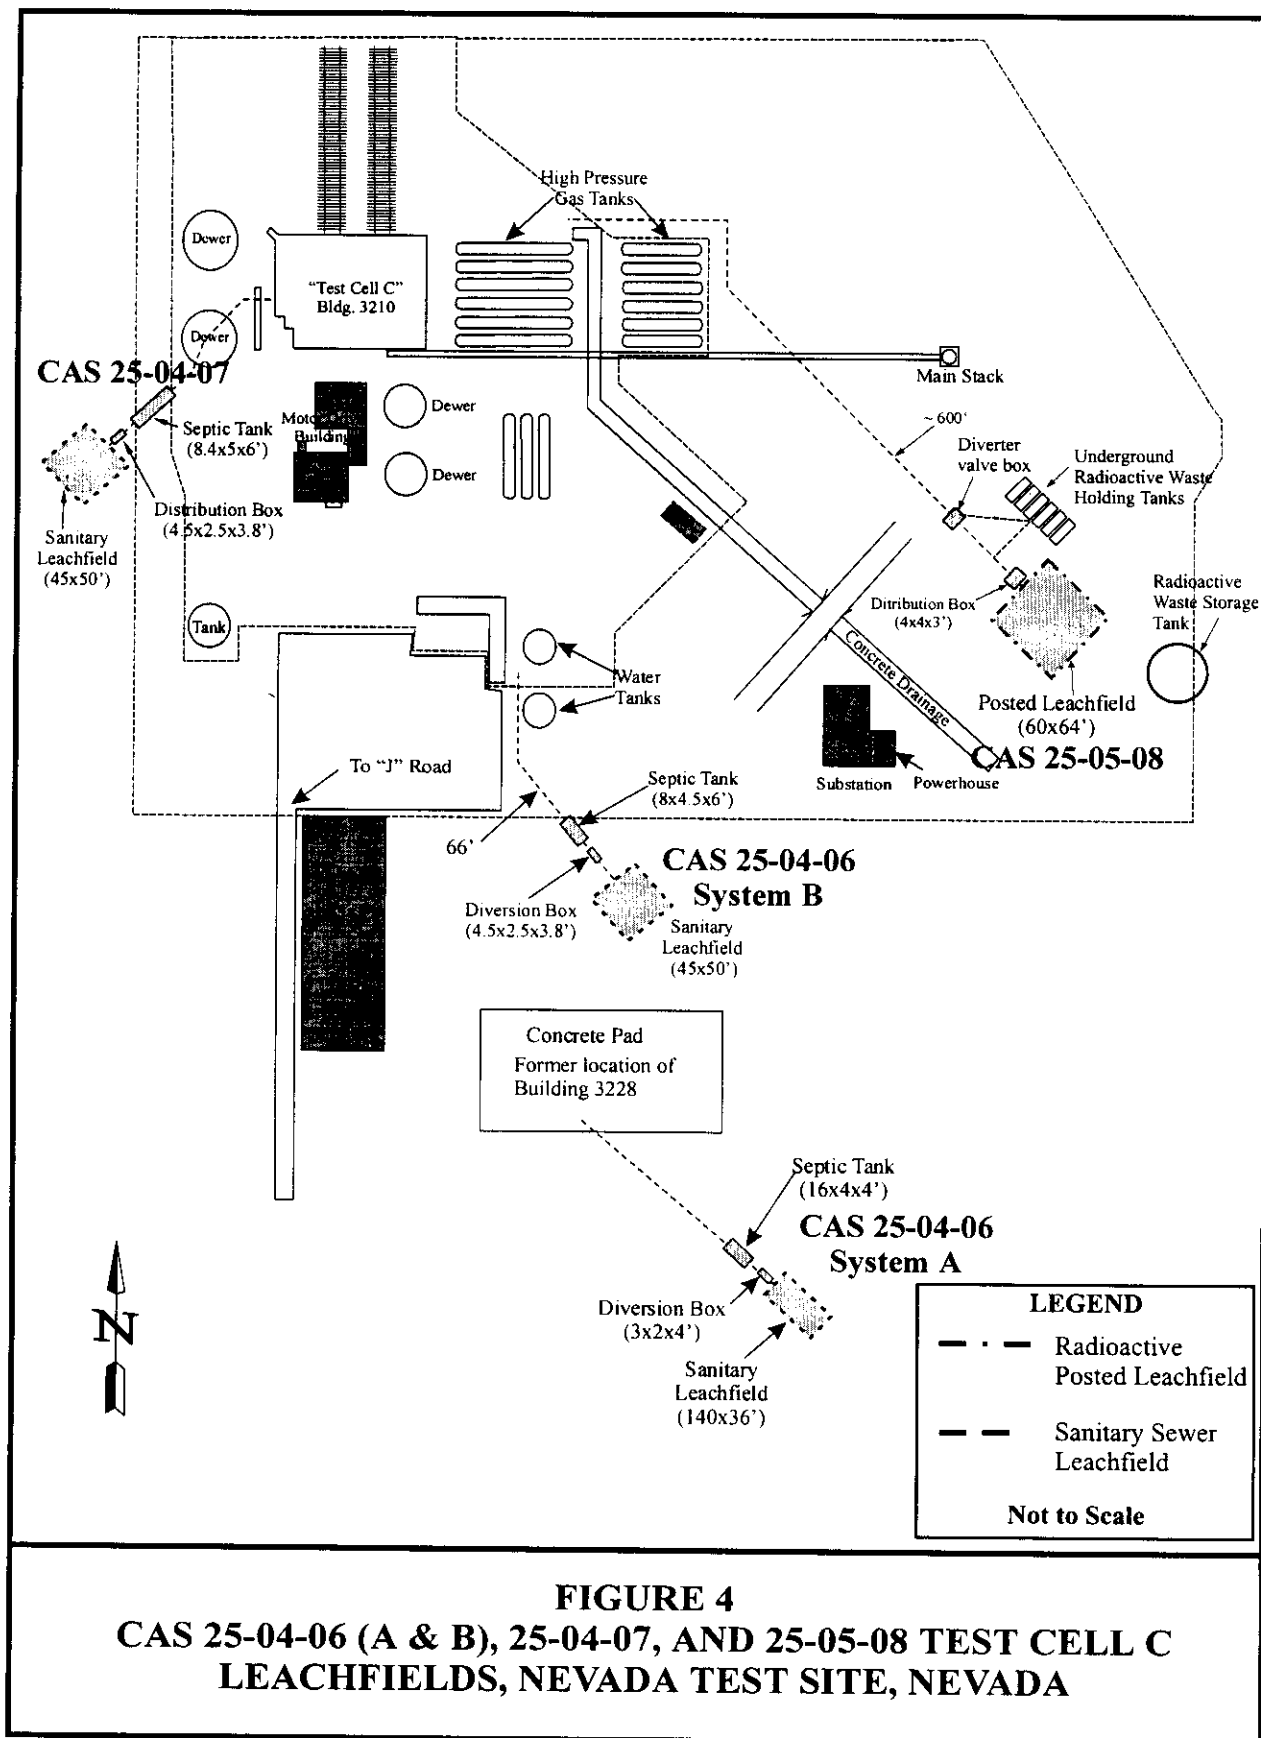 High Pressure
Gas Tanks
Dewer
"Test Cell C"
Bldg. 3210
Dewer
CAS 25-04-07
Main Stack
Septic Tank
(8.4x5x6')
Building
Dewer
Dewer
~ 600'
Diverter
valve box
Underground
Radioactive Waste
Holding Tanks
Distribution Box
(4.5x2.5x3.8')
Sanitary
Leachfield
(45x50')
Tank
Ditribution Box
(4x4x3')
Radioactive
Waste Storage
Tank
Water
Tanks
Concrete Drainage
Posted Leachfield
(60x64')
CAS 25-05-08
To "J" Road
Substation
Powerhouse
Septic Tank
(8x4.5x6')
66'
CAS 25-04-06
System B
Diversion Box
(4.5x2.5x3.8')
Sanitary
Leachfield
(45x50')
Concrete Pad
Former location of
Building 3228
Septic Tank
(16x4x4')
CAS 25-04-06
System A
Diversion Box
(3x2x4')
Sanitary
Leachfield
(140x36')
N
LEGEND
Radioactive
Posted Leachfield
Sanitary Sewer
Leachfield
Not to Scale
FIGURE 4
CAS 25-04-06 (A & B), 25-04-07, AND 25-05-08 TEST CELL C
LEACHFIELDS, NEVADA TEST SITE, NEVADA